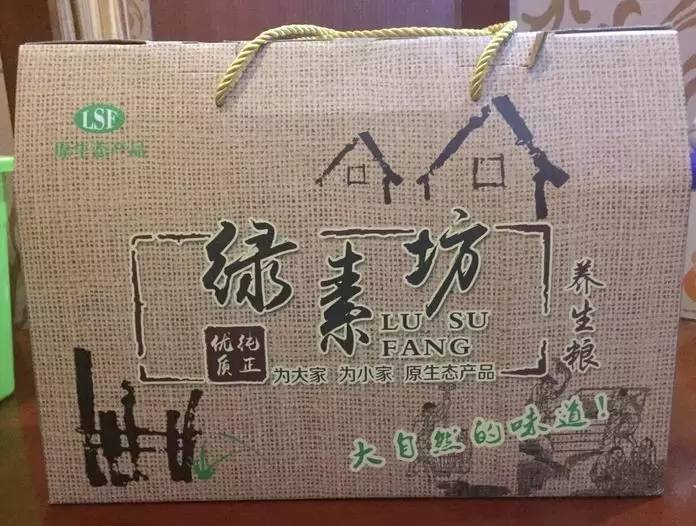 LSF
原生态产品
绿素坊
LU SU
FANG
养生粮
纯正
优质
为大家 为小家 原生态产品
大自然的味道!